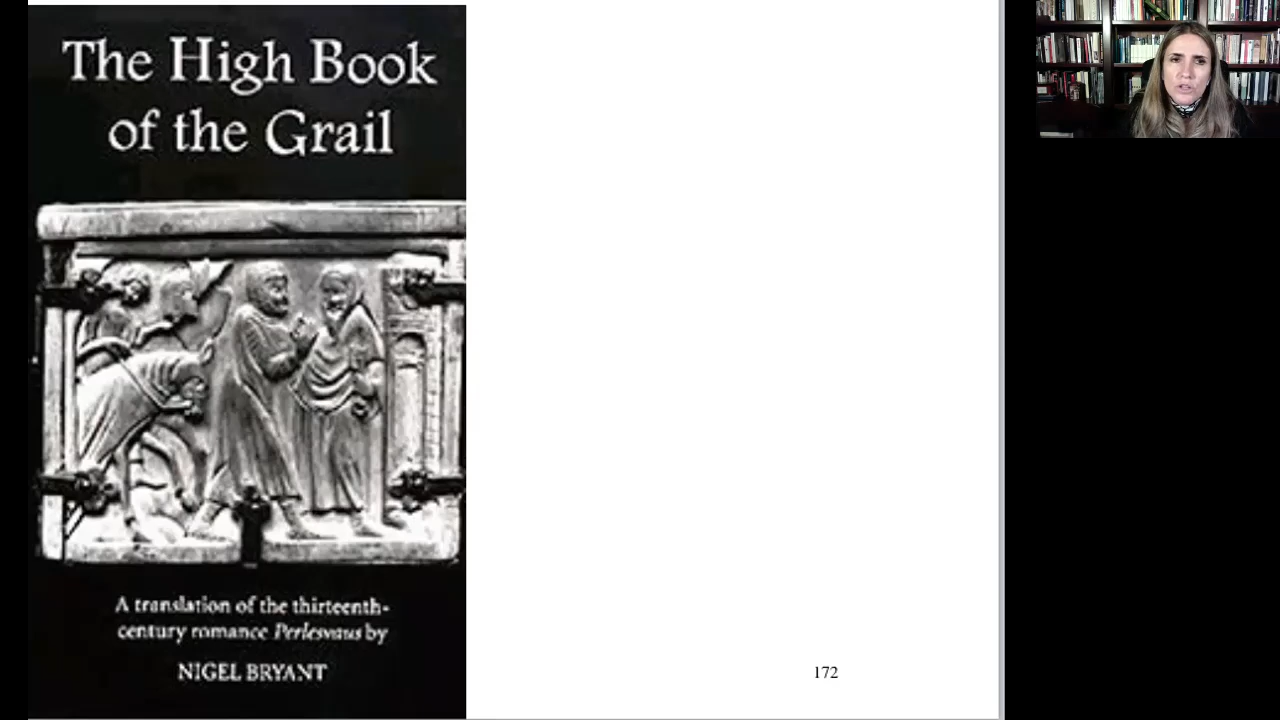 The High Book
of the Grail
A translation of the thirteenth-
century romance Perlesvaus by
NIGEL BRYANT
172